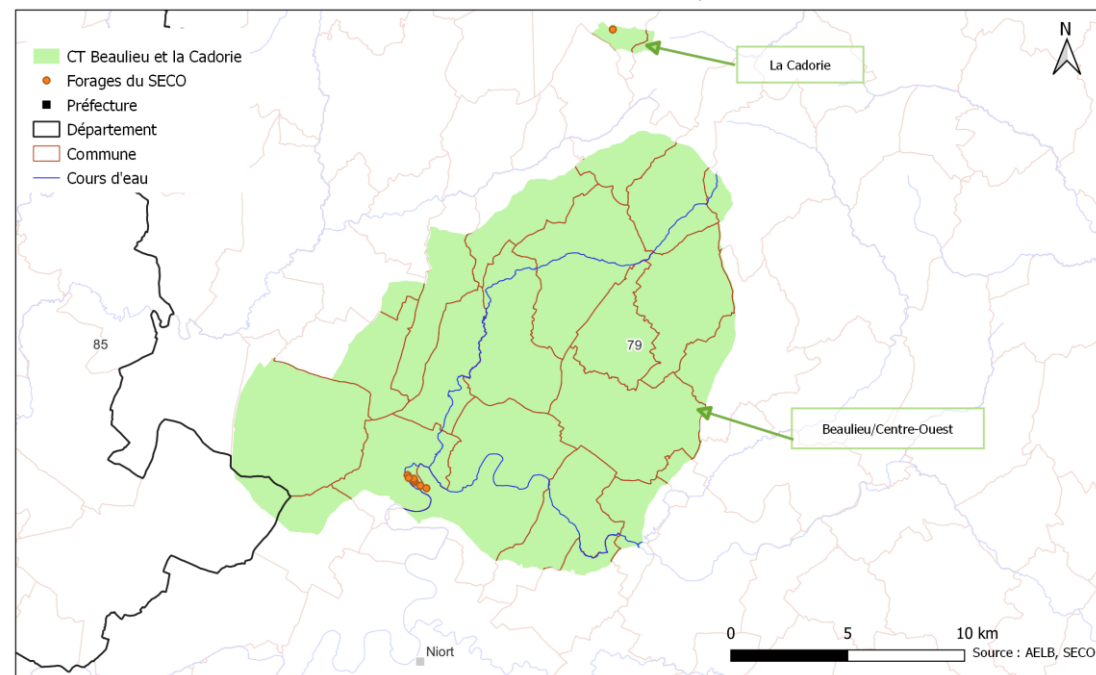 N
La Cadorie
CT Beaulieu et la Cadorie
Forages du SECO
Préfecture
Département
Commune
Cours d'eau
85
79
Beaulieu/Centre-Ouest
Niort
0 5 10 km
Source : AELB, SECO